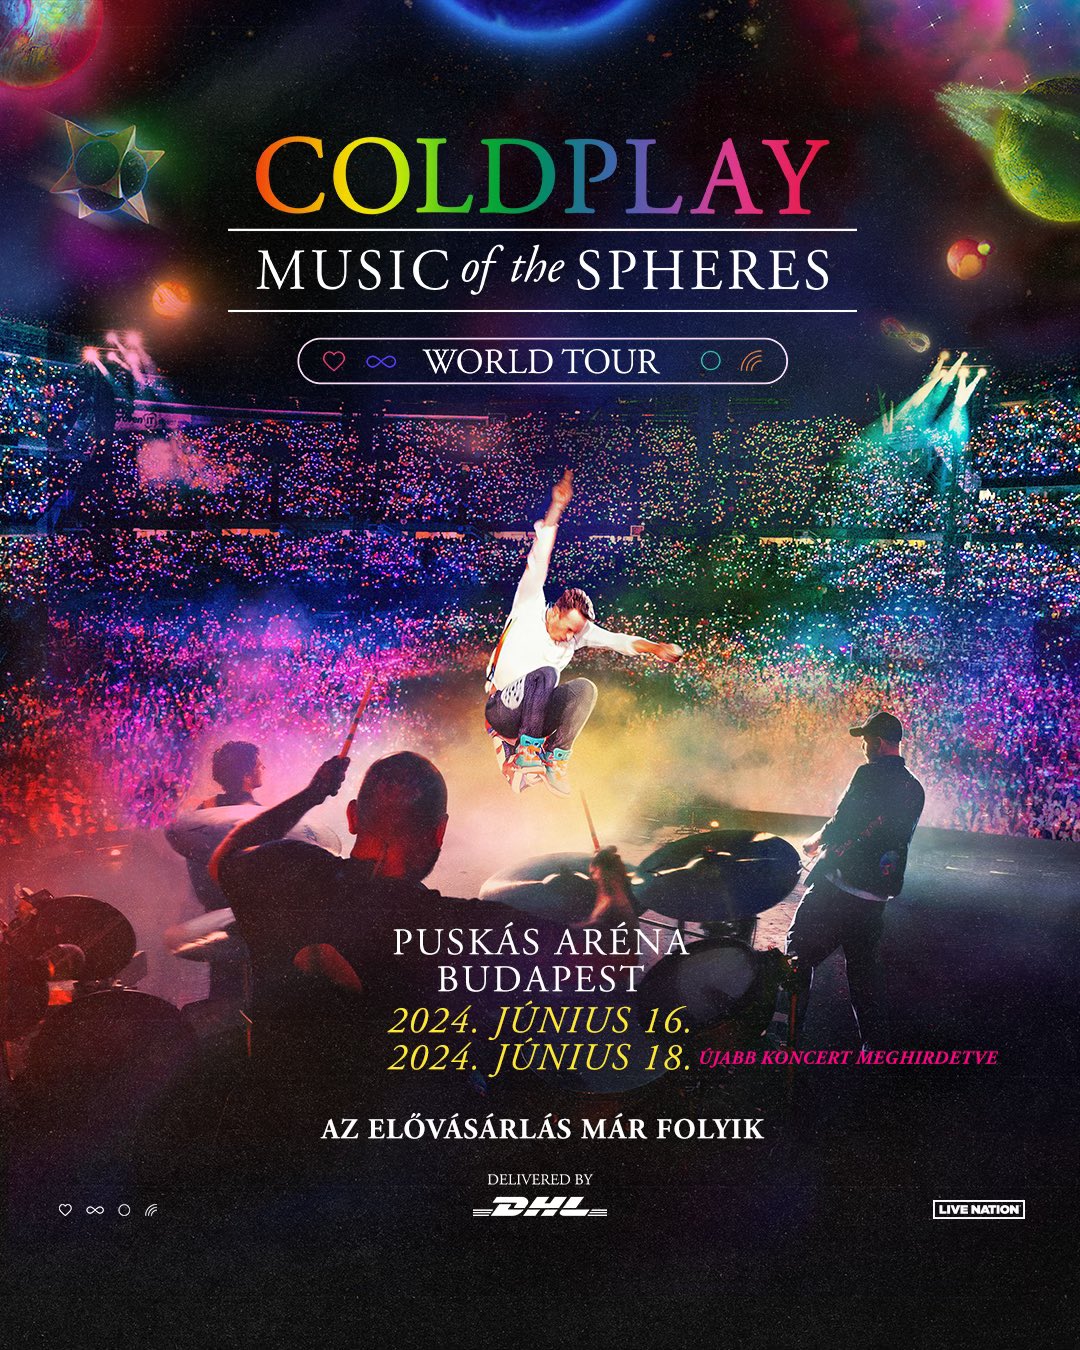 COLDPLAY
MUSIC of the SPHERES
WORLD TOUR
PUSKÁS ARÉNA
BUDAPEST
2024. JÚNIUS 16.
2024. JÚNIUS 18. ÚJABB KONCERT MEGHIRDETVE
AZ ELŐVÁSÁRLÁS MÁR FOLYIK
DELIVERED BY
DHL
LIVE NATION